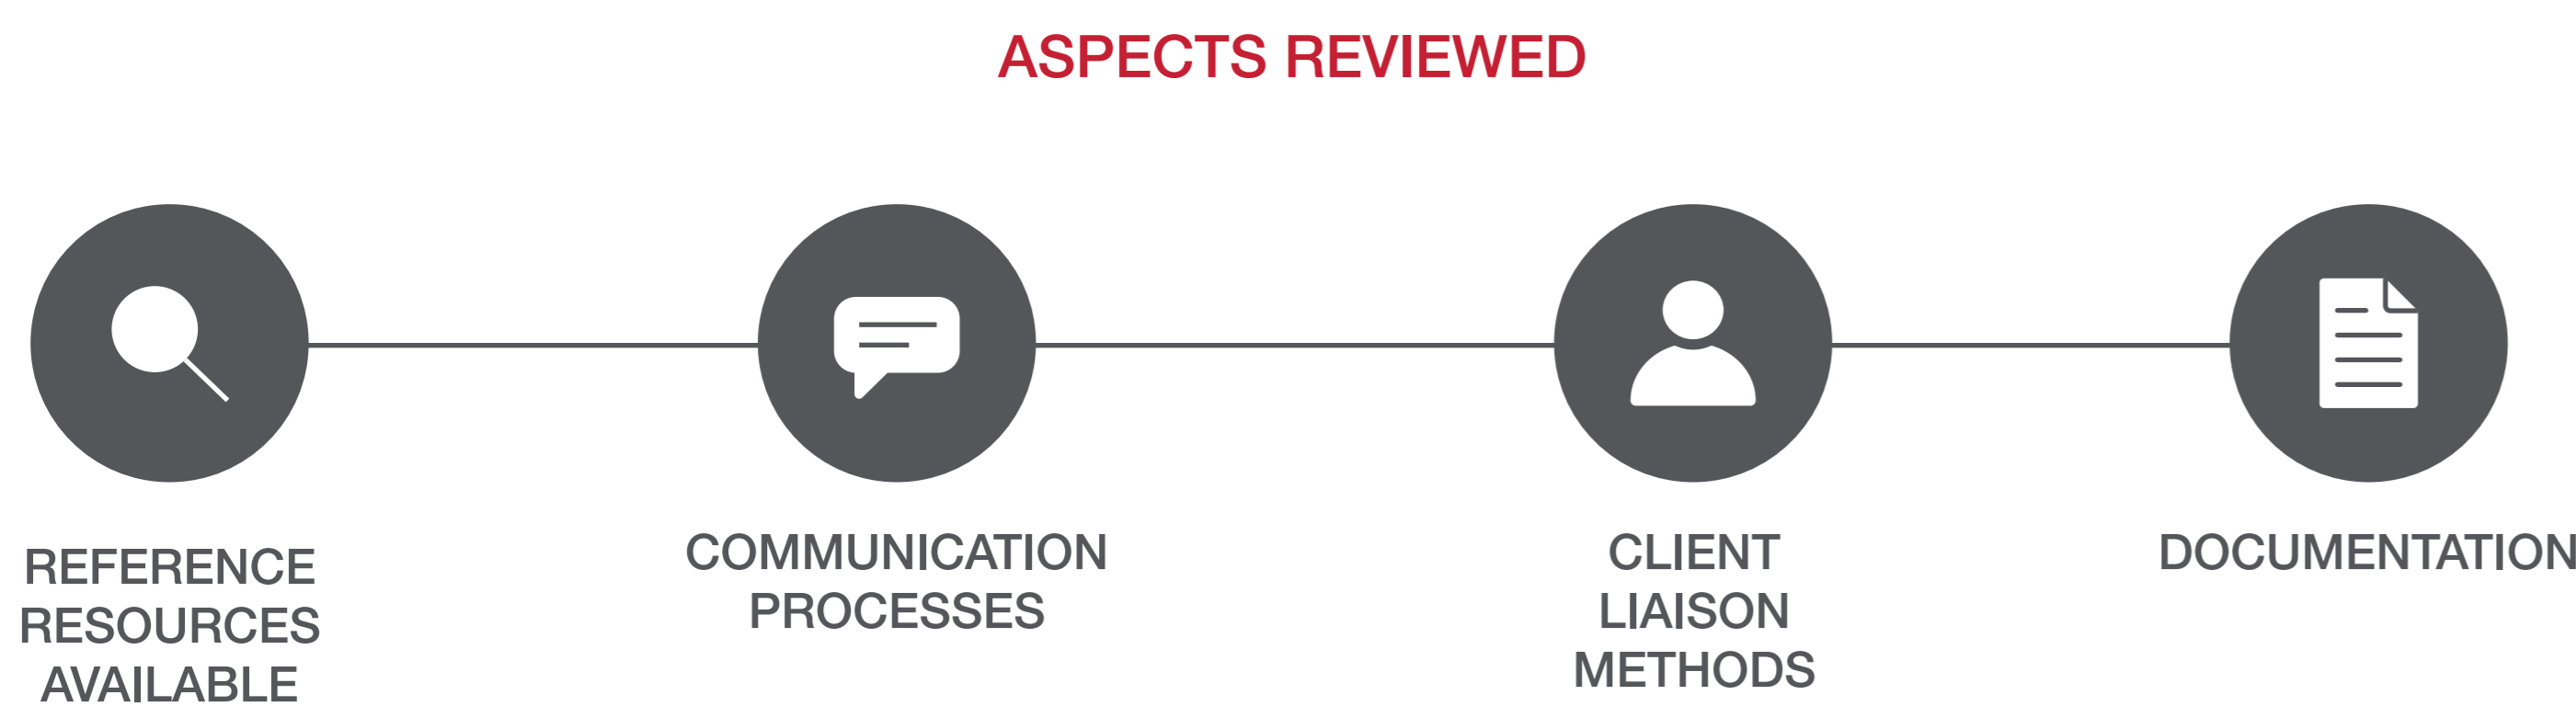 ASPECTS REVIEWED
REFERENCE
RESOURCES
AVAILABLE
COMMUNICATION
PROCESSES
CLIENT
LIAISON
METHODS
DOCUMENTATION